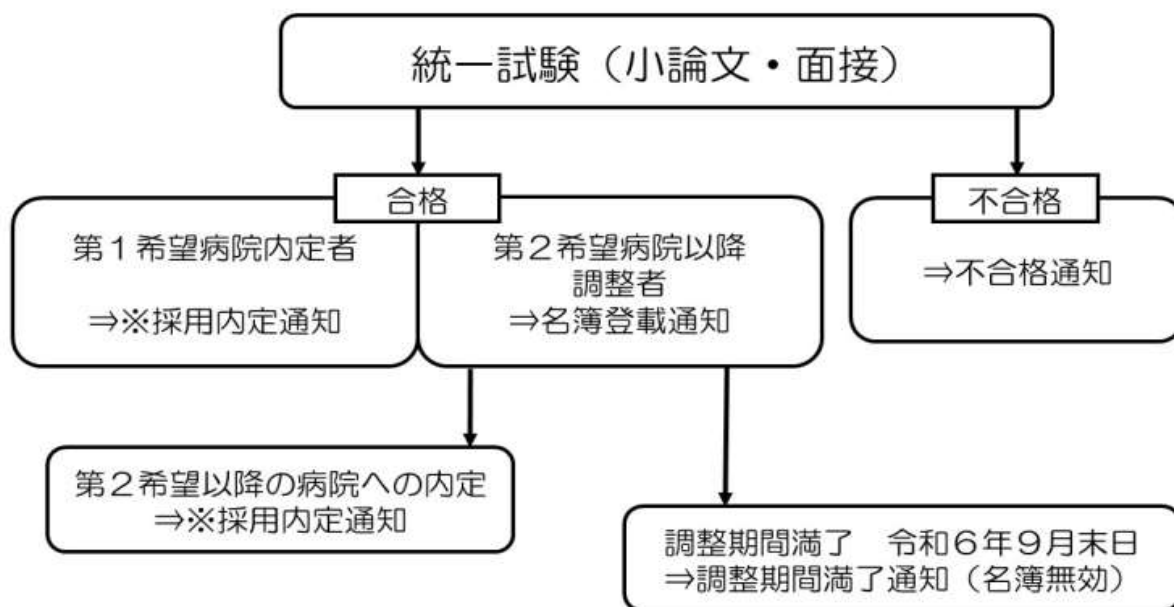 統一試験（小論文・面接）
合格
第１希望病院内定者
⇒※採用内定通知
第２希望病院以降
調整者
⇒名簿登載通知
不合格
⇒不合格通知
第２希望以降の病院への内定
⇒※採用内定通知
調整期間満了　令和６年９月末日
⇒調整期間満了通知（名簿無効）